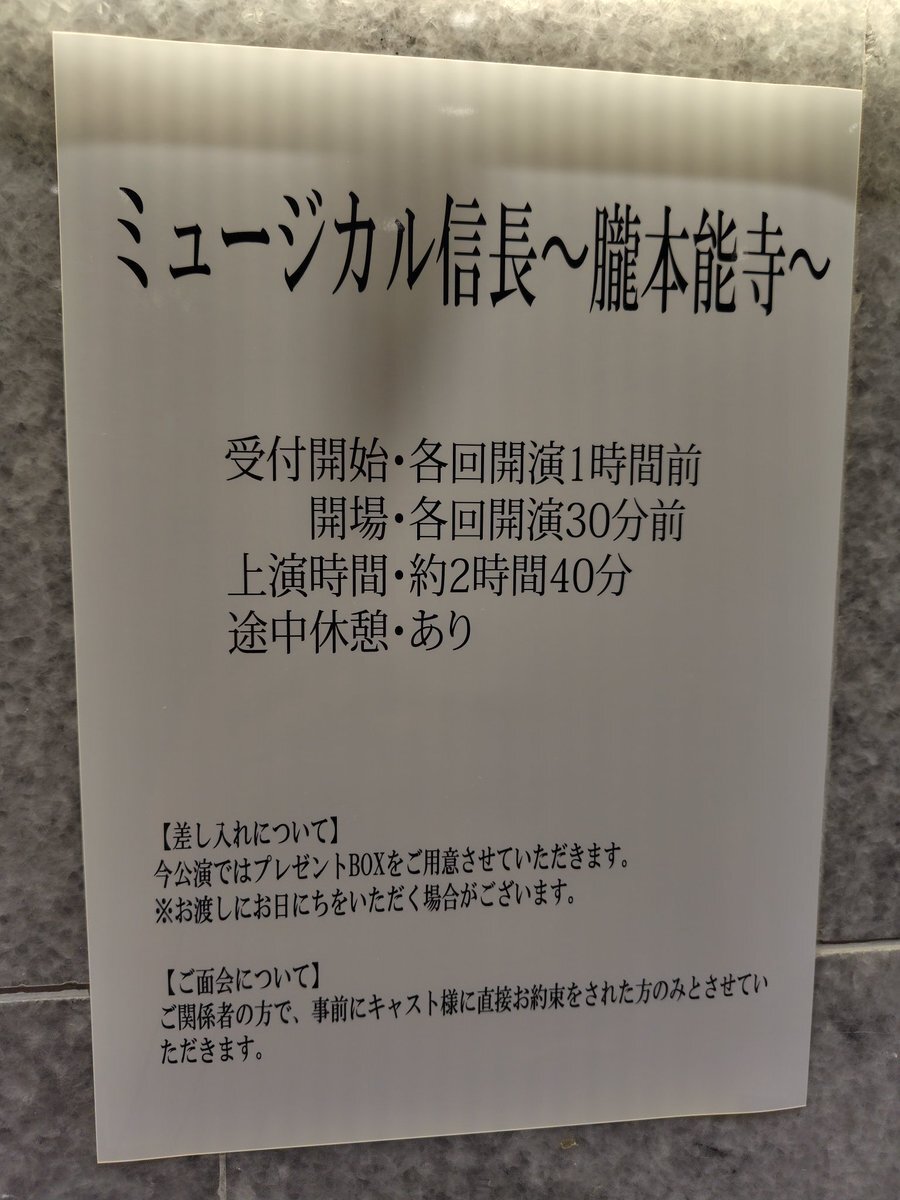 ミュージカル信長～朧本能寺～
受付開始・各回開演1時間前
開場・各回開演30分前
上演時間・約2時間40分
途中休憩・あり
【差し入れについて】
今公演ではプレゼントBOXをご用意させていただきます。
※お渡しにお日にちをいただく場合がございます。
【ご面会について】
ご関係者の方で、事前にキャスト様に直接お約束をされた方のみとさせてい
ただきます。